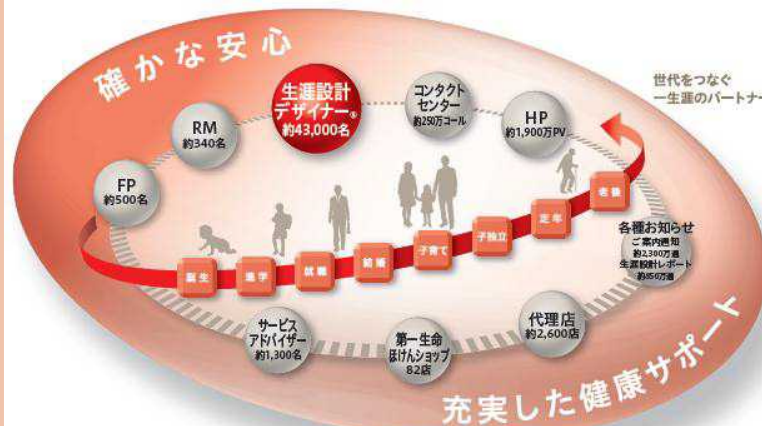 確かな安心
生涯設計
デザイナー®
約43,000名
コンタクト
センター
約250万コール
HP
約1,900万PV
世代をつなぐ
一生涯のパートナー
RM
約340名
FP
約500名
誕生
進学
就職
結婚
子育て
子独立
定年
老後
各種お知らせ
ご案内通知
約2,300万通
生涯設計レポート
約850万通
サービス
アドバイザー
約1,300名
第一生命
ほけんショップ
82店
代理店
約2,600店
充実した健康サポート